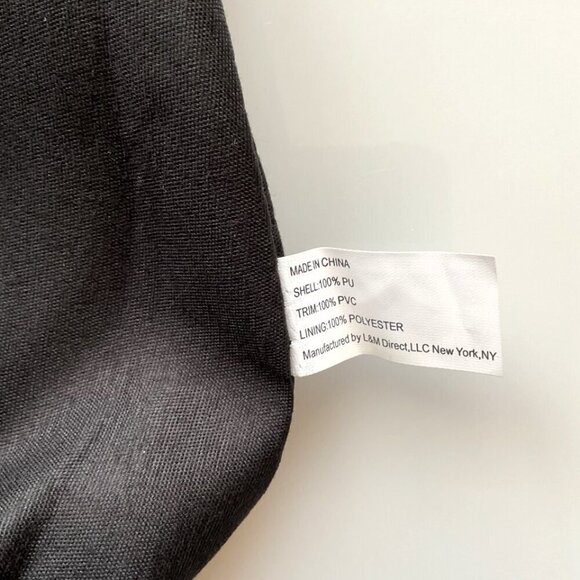 MADE IN CHINA
SHELL:100% PU
TRIM:100% PVC
LINING:100% POLYESTER
Manufactured by L&M Direct,LLC New York,NY